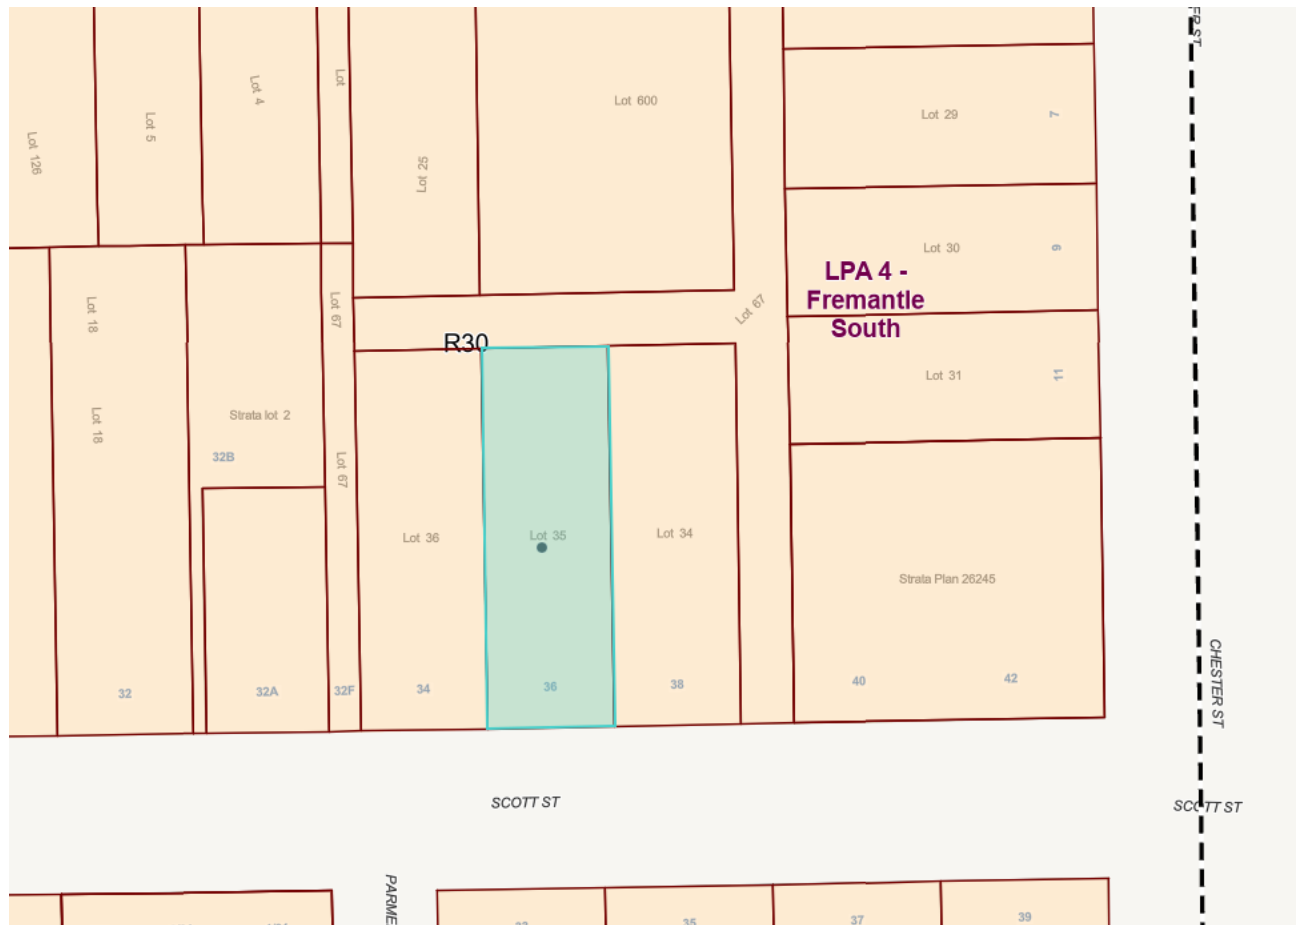 Lot 126
Lot 5
Lot 4
Lot
Lot 25
Lot 600
Lot 29
7
Lot 30
9
LPA 4 -
Fremantle
South
Lot 67
Lot 31
11
Lot 18
Lot 67
R30
Lot 18
Strata lot 2
32B
Lot 67
Lot 36
Lot 35
Lot 34
Strata Plan 26245
32
32A
32F
34
36
38
40
42
CHESTER ST
SCOTT ST
SCOTT ST
35
37
39